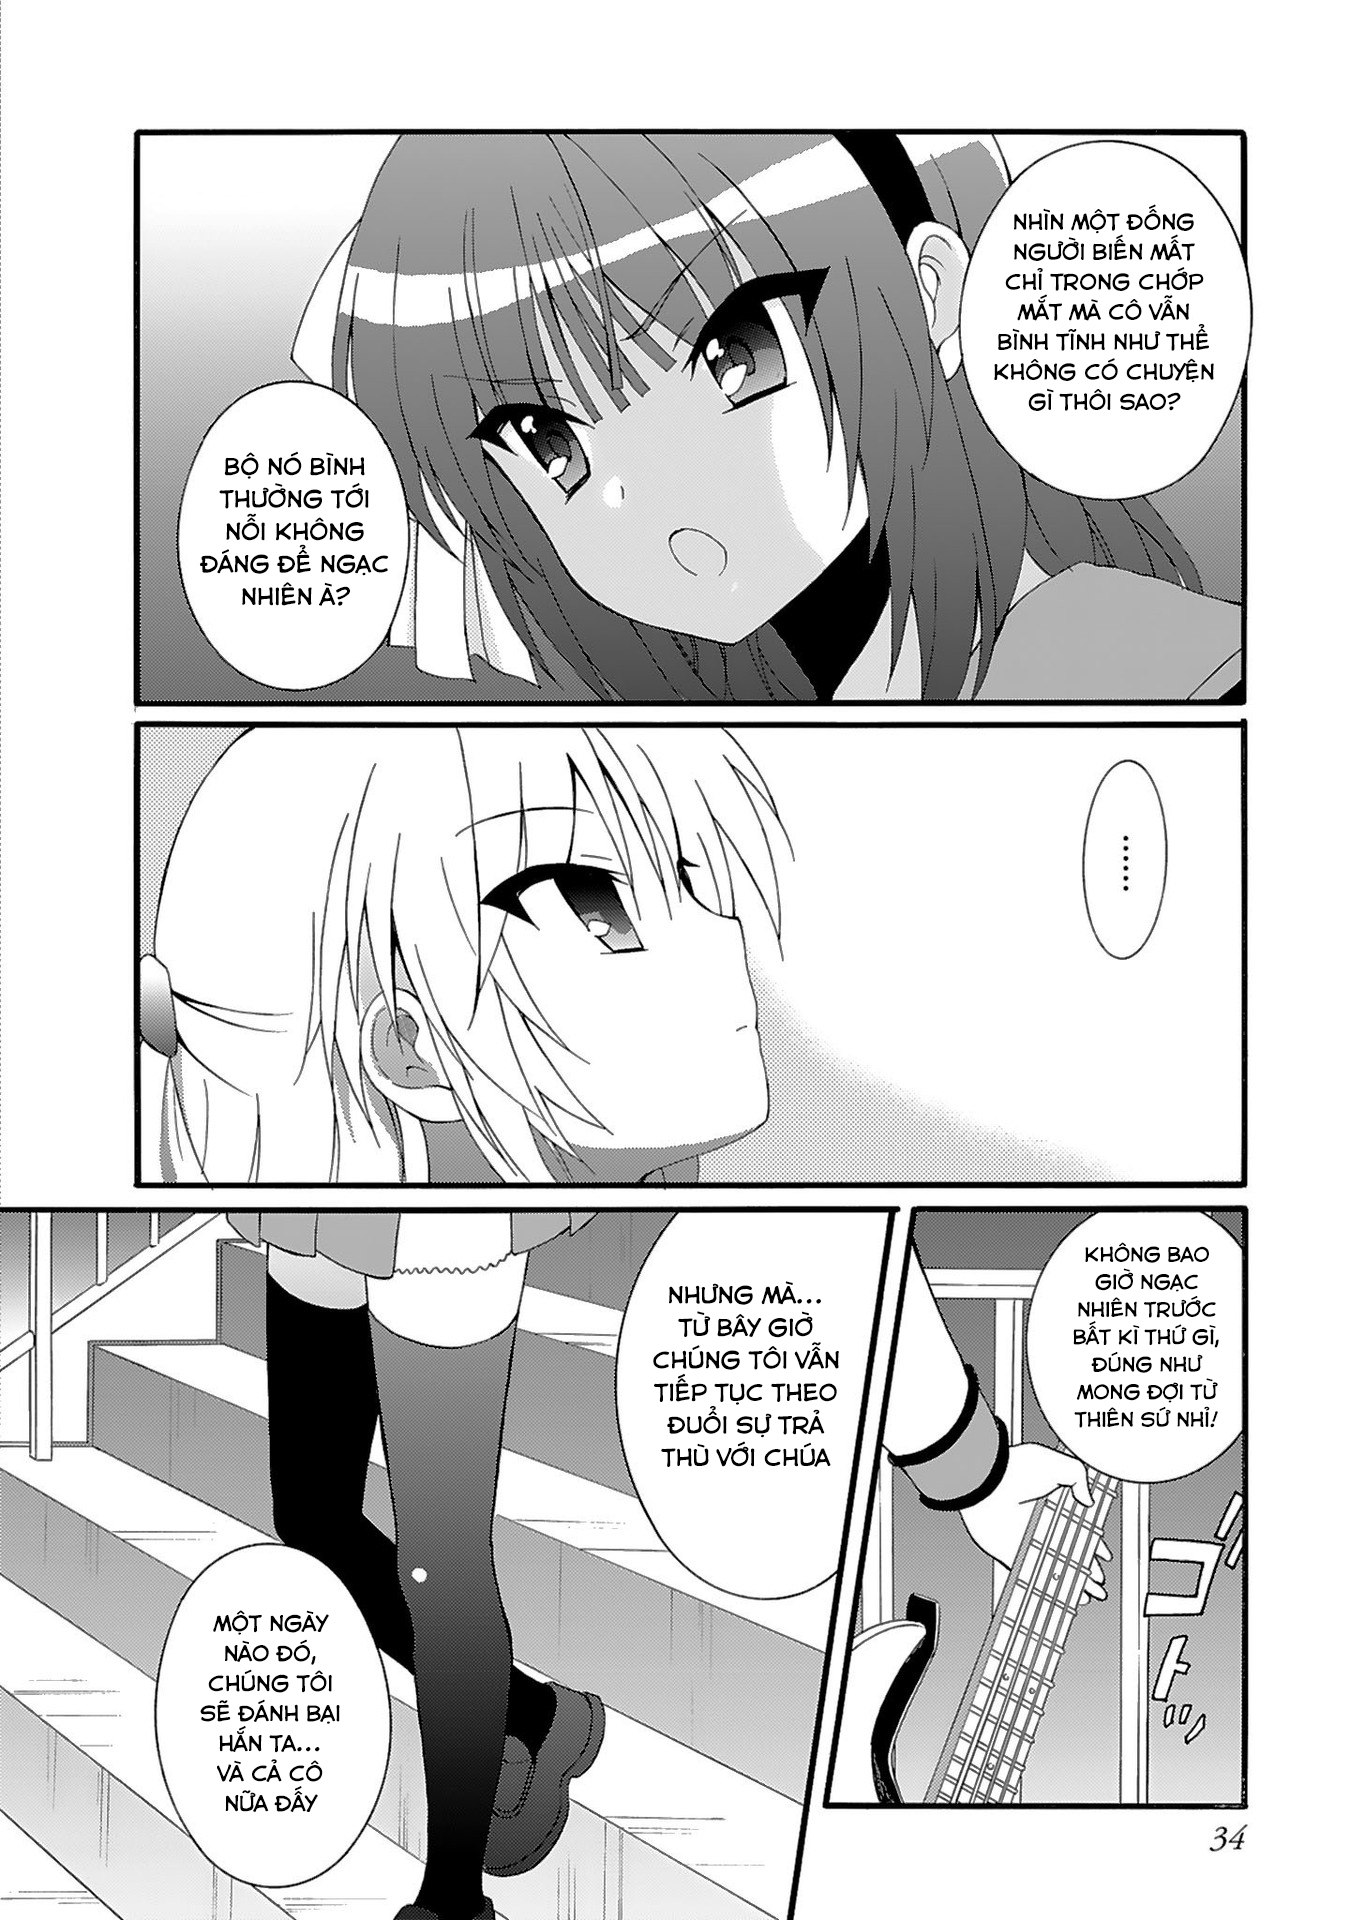 NHÌN MỘT ĐỐNG
NGƯỜI BIẾN MẤT
CHỈ TRONG CHỚP
MẮT MÀ CÔ VẪN
BÌNH TĨNH NHƯ THỂ
KHÔNG CÓ CHUYỆN
GÌ THÔI SAO?
BỘ NÓ BÌNH
THƯỜNG TỚI
NỖI KHÔNG
ĐÁNG ĐỂ NGẠC
NHIÊN À?
……
KHÔNG BAO
GIỜ NGẠC
NHIÊN TRƯỚC
BẤT KÌ THỨ GÌ,
ĐÚNG NHƯ
MONG ĐỢI TỪ
THIÊN SỨ NHỈ!
ゴトッ
NHƯNG MÀ...
TỪ BÂY GIỜ
CHÚNG TÔI VẪN
TIẾP TỤC THEO
ĐUỔI SỰ TRẢ
THÙ VỚI CHÚA
MỘT NGÀY
NÀO ĐÓ,
CHÚNG TÔI
SẼ ĐÁNH BẠI
HẮN TA...
VÀ CẢ CÔ
NỮA ĐẤY
34